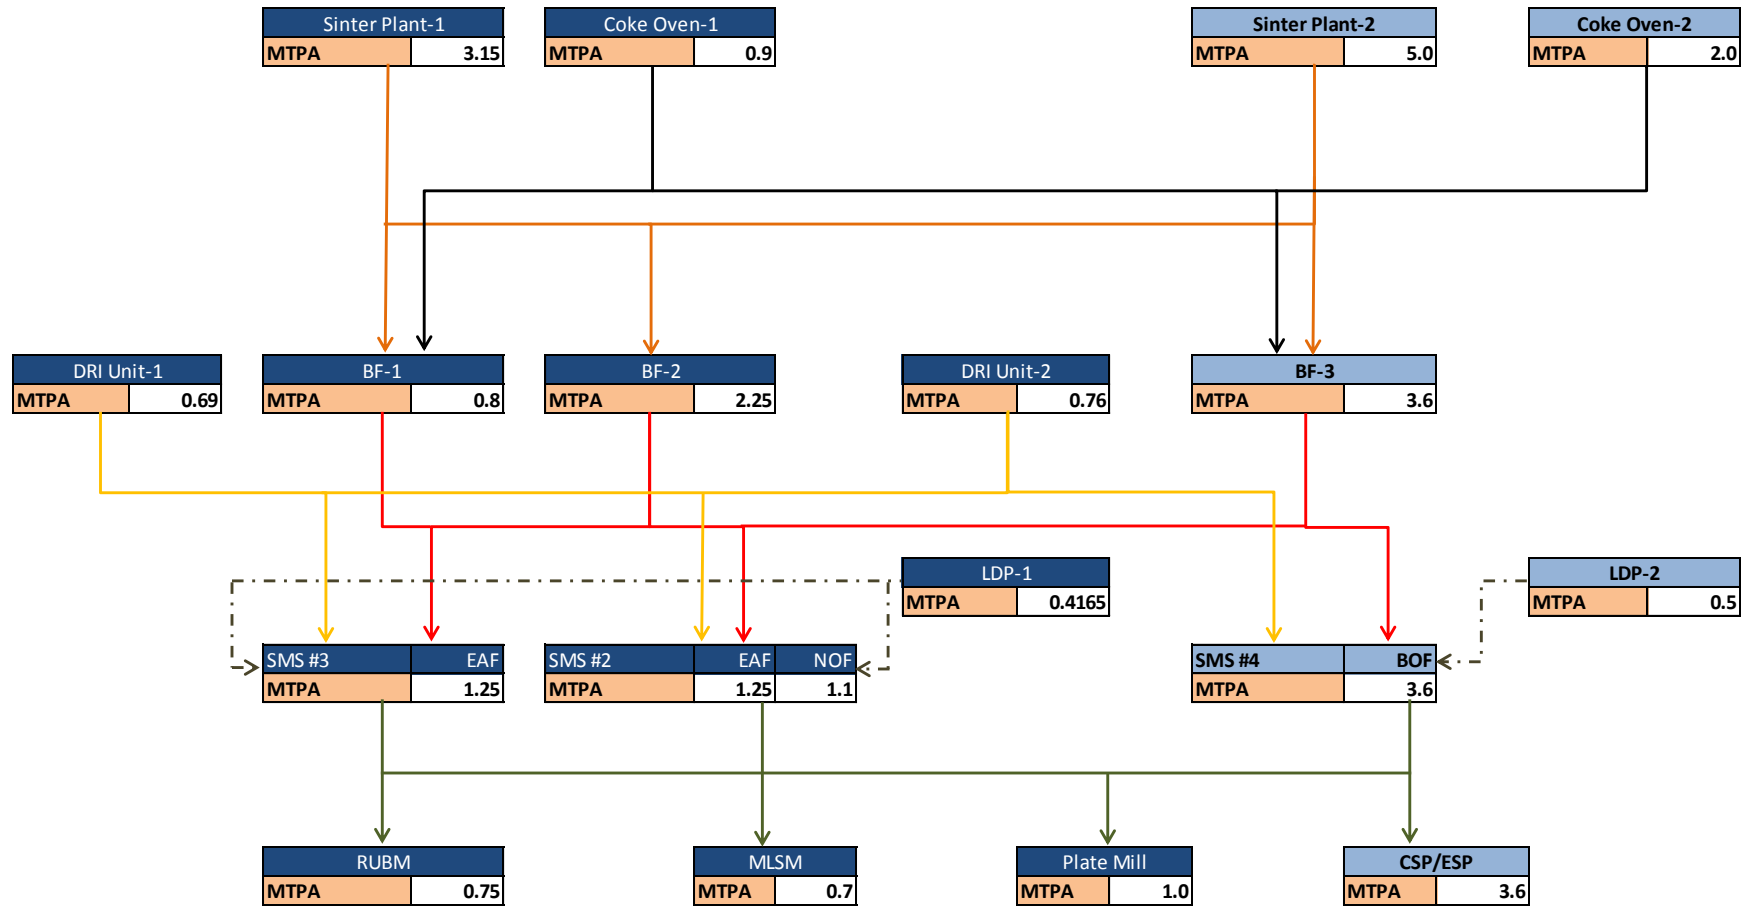 Sinter Plant-1 Coke Oven-1 Sinter Plant-2 Coke Oven-2
MTPA 3.15 MTPA 0.9 MTPA 5.0 MTPA 2.0
DRI Unit-1 BF-1 BF-2 DRI Unit-2 BF-3
MTPA 0.69 MTPA 0.8 MTPA 2.25 MTPA 0.76 MTPA 3.6
LDP-1 LDP-2
MTPA 0.4165 MTPA 0.5
SMS #3 EAF SMS #2 EAF NOF SMS #4 BOF
MTPA 1.25 MTPA 1.25 1.1 MTPA 3.6
RUBM MLSM Plate Mill CSP/ESP
MTPA 0.75 MTPA 0.7 MTPA 1.0 MTPA 3.6